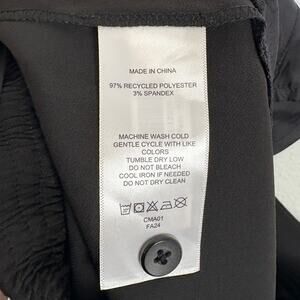 MADE IN CHINA
97% RECYCLED POLYESTER
3% SPANDEX
MACHINE WASH COLD
GENTLE CYCLE WITH LIKE
COLORS
TUMBLE DRY LOW
DO NOT BLEACH
COOL IRON IF NEEDED
DO NOT DRY CLEAN
CMA01
FA24